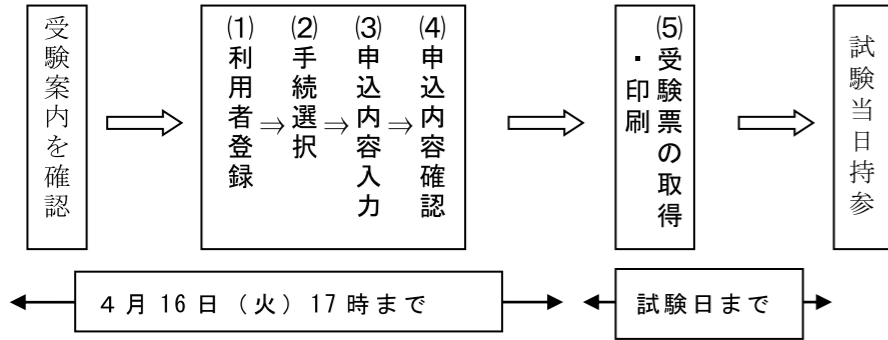 受験案内を確認
⑴利用者登録
⇒
⑵手続選択
⇒
⑶申込内容入力
⇒
⑷申込内容確認
⑸受験票の取得
・印刷
試験当日持参
4月16日（火）17時まで
試験日まで